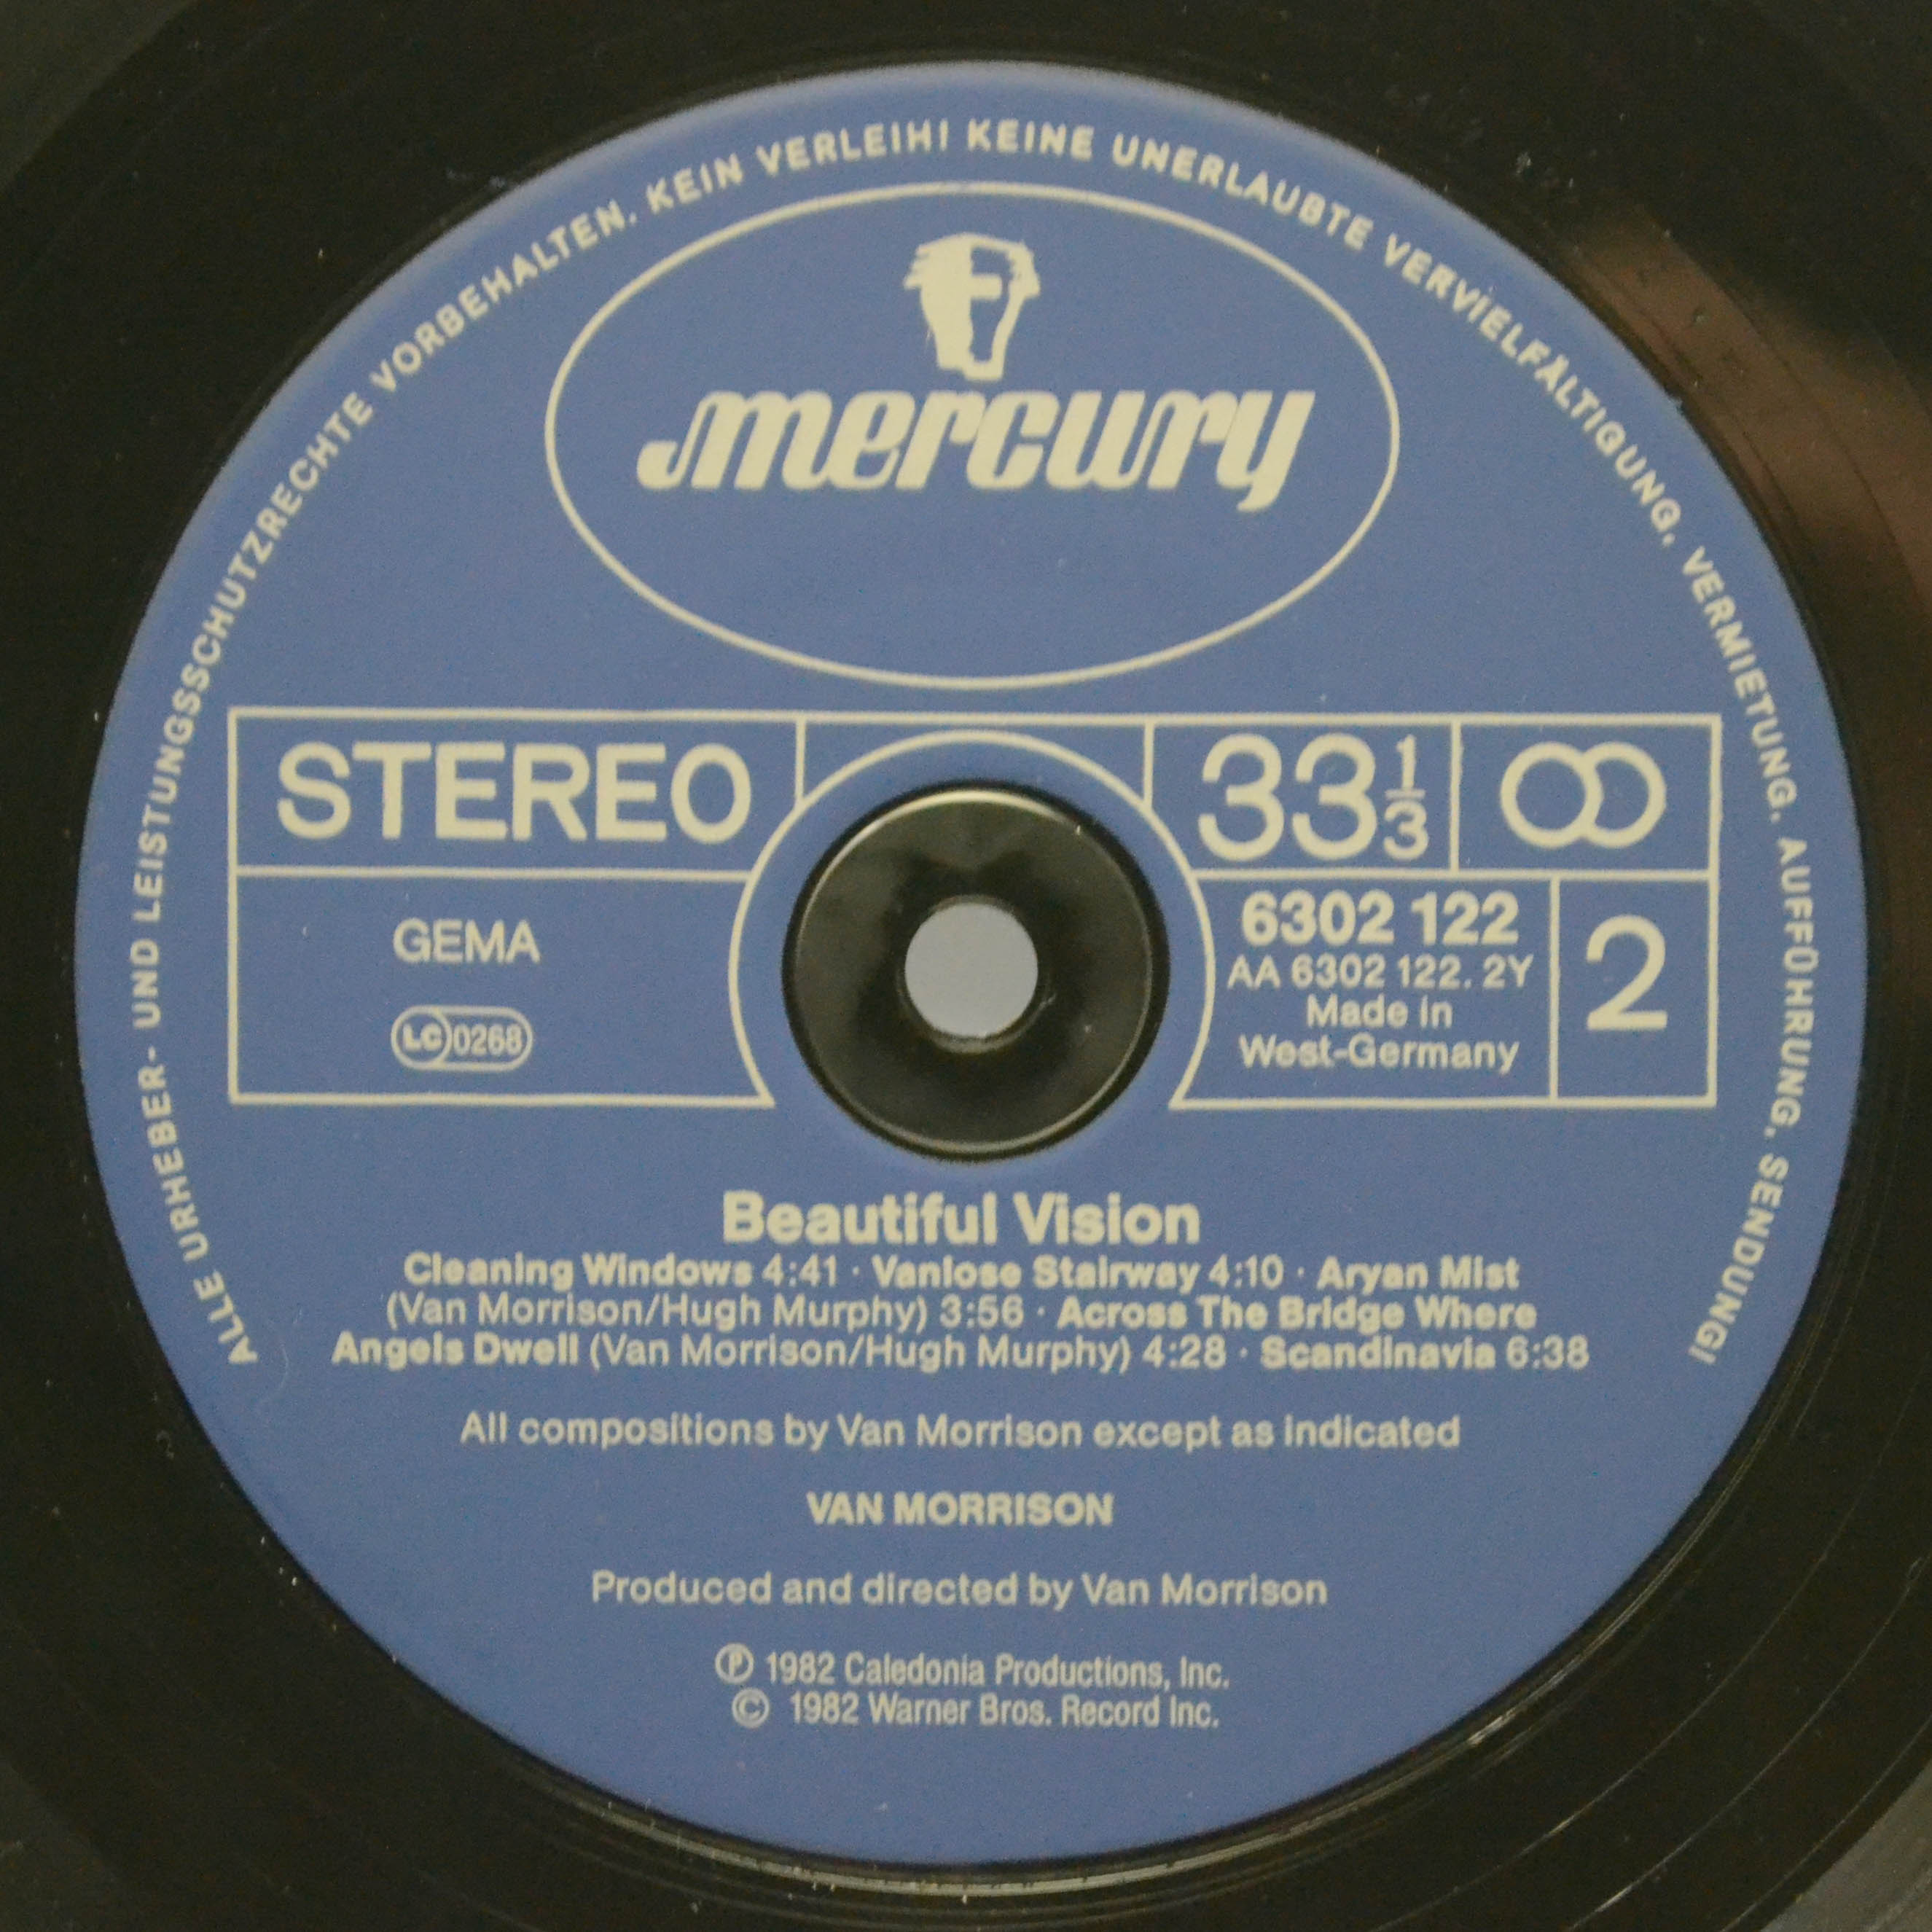 ALLE URHEBER- UND LEISTUNGSSCHUTZRECHTE VORBEHALTEN. KEIN VERLEIH! KEINE UNERLAUBTE VERVIELFÄLTIGUNG, VERMIETUNG, AUFFÜHRUNG, SENDUNG!
mercury
STEREO
33 1/3
GEMA
LC 0268
6302 122
AA 6302 122. 2Y
Made in
West-Germany
2
Beautiful Vision
Cleaning Windows 4:41 · Vanlose Stairway 4:10 · Aryan Mist
(Van Morrison/Hugh Murphy) 3:56 · Across The Bridge Where
Angels Dwell (Van Morrison/Hugh Murphy) 4:28 · Scandinavia 6:38
All compositions by Van Morrison except as indicated
VAN MORRISON
Produced and directed by Van Morrison
℗ 1982 Caledonia Productions, Inc.
© 1982 Warner Bros. Record Inc.